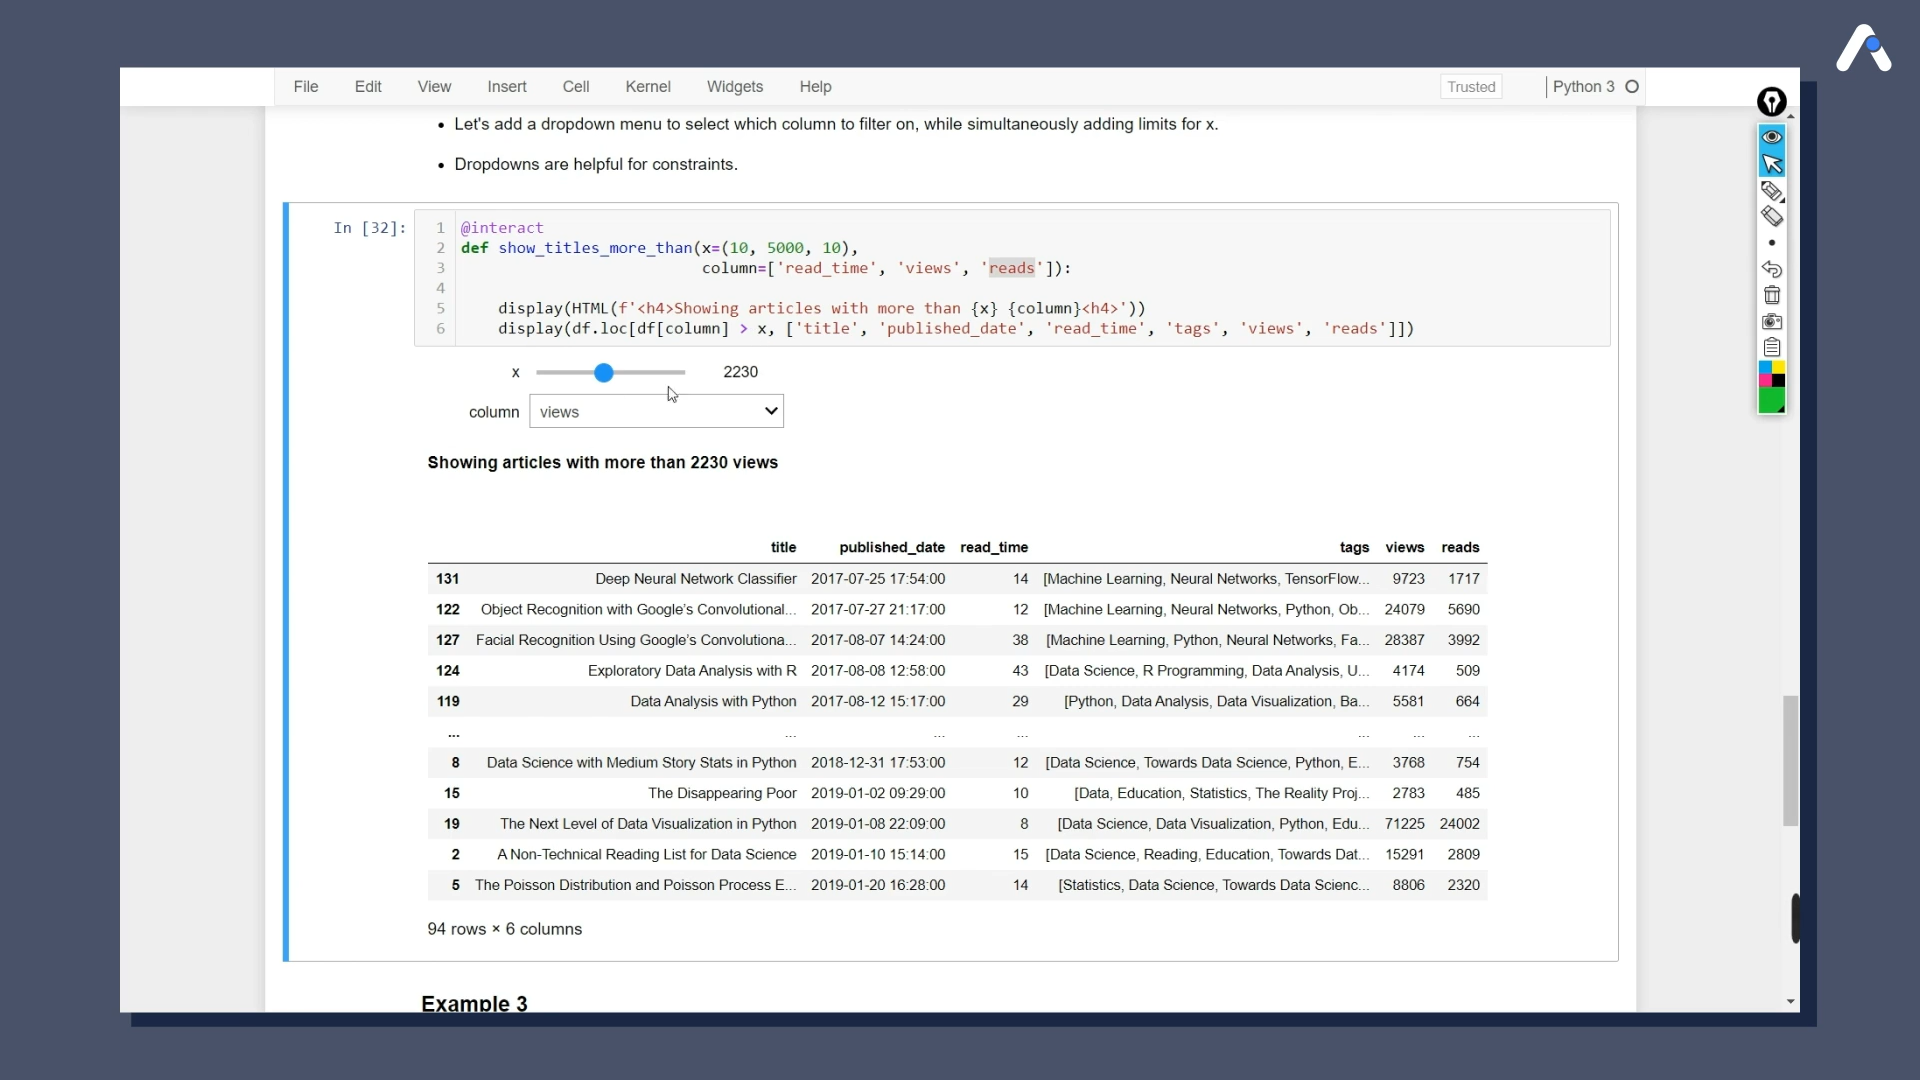 File Edit View Insert Cell Kernel Widgets Help Trusted Python 3
• Let's add a dropdown menu to select which column to filter on, while simultaneously adding limits for x.
• Dropdowns are helpful for constraints.
In [32]:
1 @interact
2 def show_titles_more_than(x=(10, 5000, 10),
3 column=['read_time', 'views', 'reads']):
4
5 display(HTML(f'<h4>Showing articles with more than {x} {column}<h4>'))
6 display(df.loc[df[column] > x, ['title', 'published_date', 'read_time', 'tags', 'views', 'reads']])
x 2230
column views
Showing articles with more than 2230 views
title published_date read_time tags views reads
131 Deep Neural Network Classifier 2017-07-25 17:54:00 14 [Machine Learning, Neural Networks, TensorFlow... 9723 1717
122 Object Recognition with Google's Convolutional... 2017-07-27 21:17:00 12 [Machine Learning, Neural Networks, Python, Ob... 24079 5690
127 Facial Recognition Using Google's Convolutiona... 2017-08-07 14:24:00 38 [Machine Learning, Python, Neural Networks, Fa... 28387 3992
124 Exploratory Data Analysis with R 2017-08-08 12:58:00 43 [Data Science, R Programming, Data Analysis, U... 4174 509
119 Data Analysis with Python 2017-08-12 15:17:00 29 [Python, Data Analysis, Data Visualization, Ba... 5581 664
... ... ... ... ... ... ...
8 Data Science with Medium Story Stats in Python 2018-12-31 17:53:00 12 [Data Science, Towards Data Science, Python, E... 3768 754
15 The Disappearing Poor 2019-01-02 09:29:00 10 [Data, Education, Statistics, The Reality Proj... 2783 485
19 The Next Level of Data Visualization in Python 2019-01-08 22:09:00 8 [Data Science, Data Visualization, Python, Edu... 71225 24002
2 A Non-Technical Reading List for Data Science 2019-01-10 15:14:00 15 [Data Science, Reading, Education, Towards Dat... 15291 2809
5 The Poisson Distribution and Poisson Process E... 2019-01-20 16:28:00 14 [Statistics, Data Science, Towards Data Scienc... 8806 2320
94 rows × 6 columns
Example 3